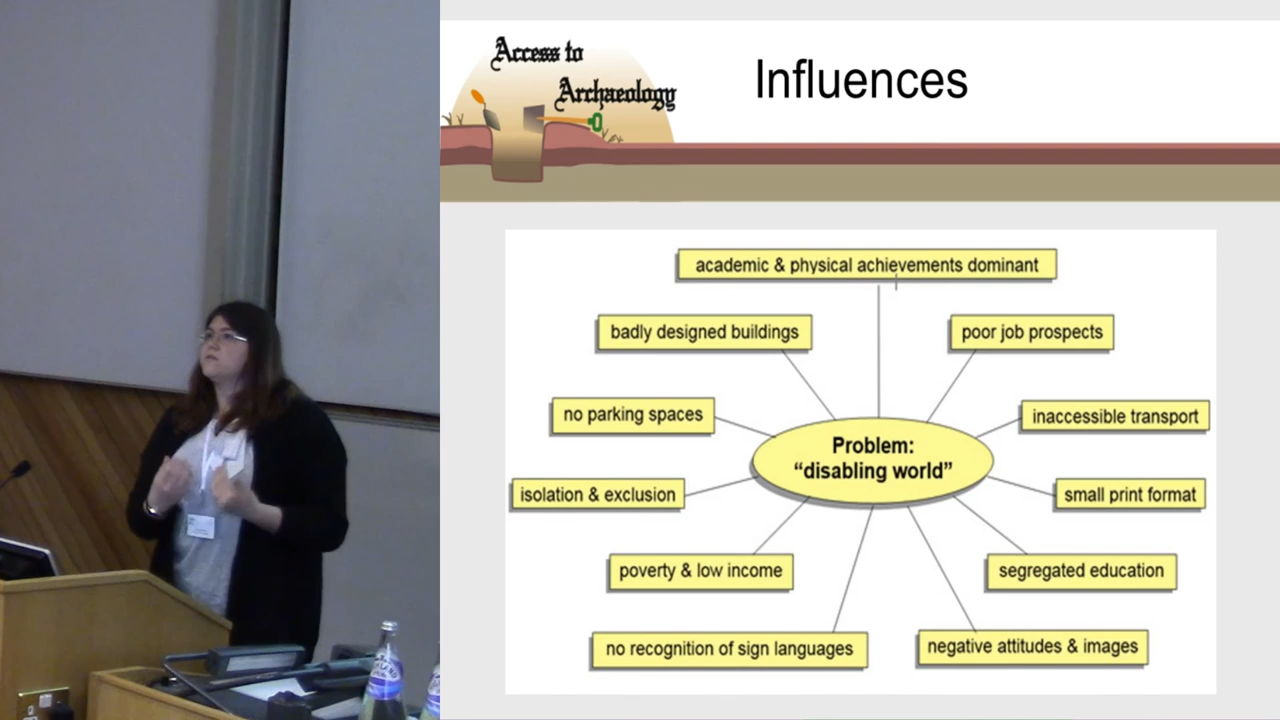 Access to
Archaeology
Influences
academic & physical achievements dominant
badly designed buildings
poor job prospects
no parking spaces
inaccessible transport
Problem:
“disabling world”
isolation & exclusion
small print format
poverty & low income
segregated education
no recognition of sign languages
negative attitudes & images